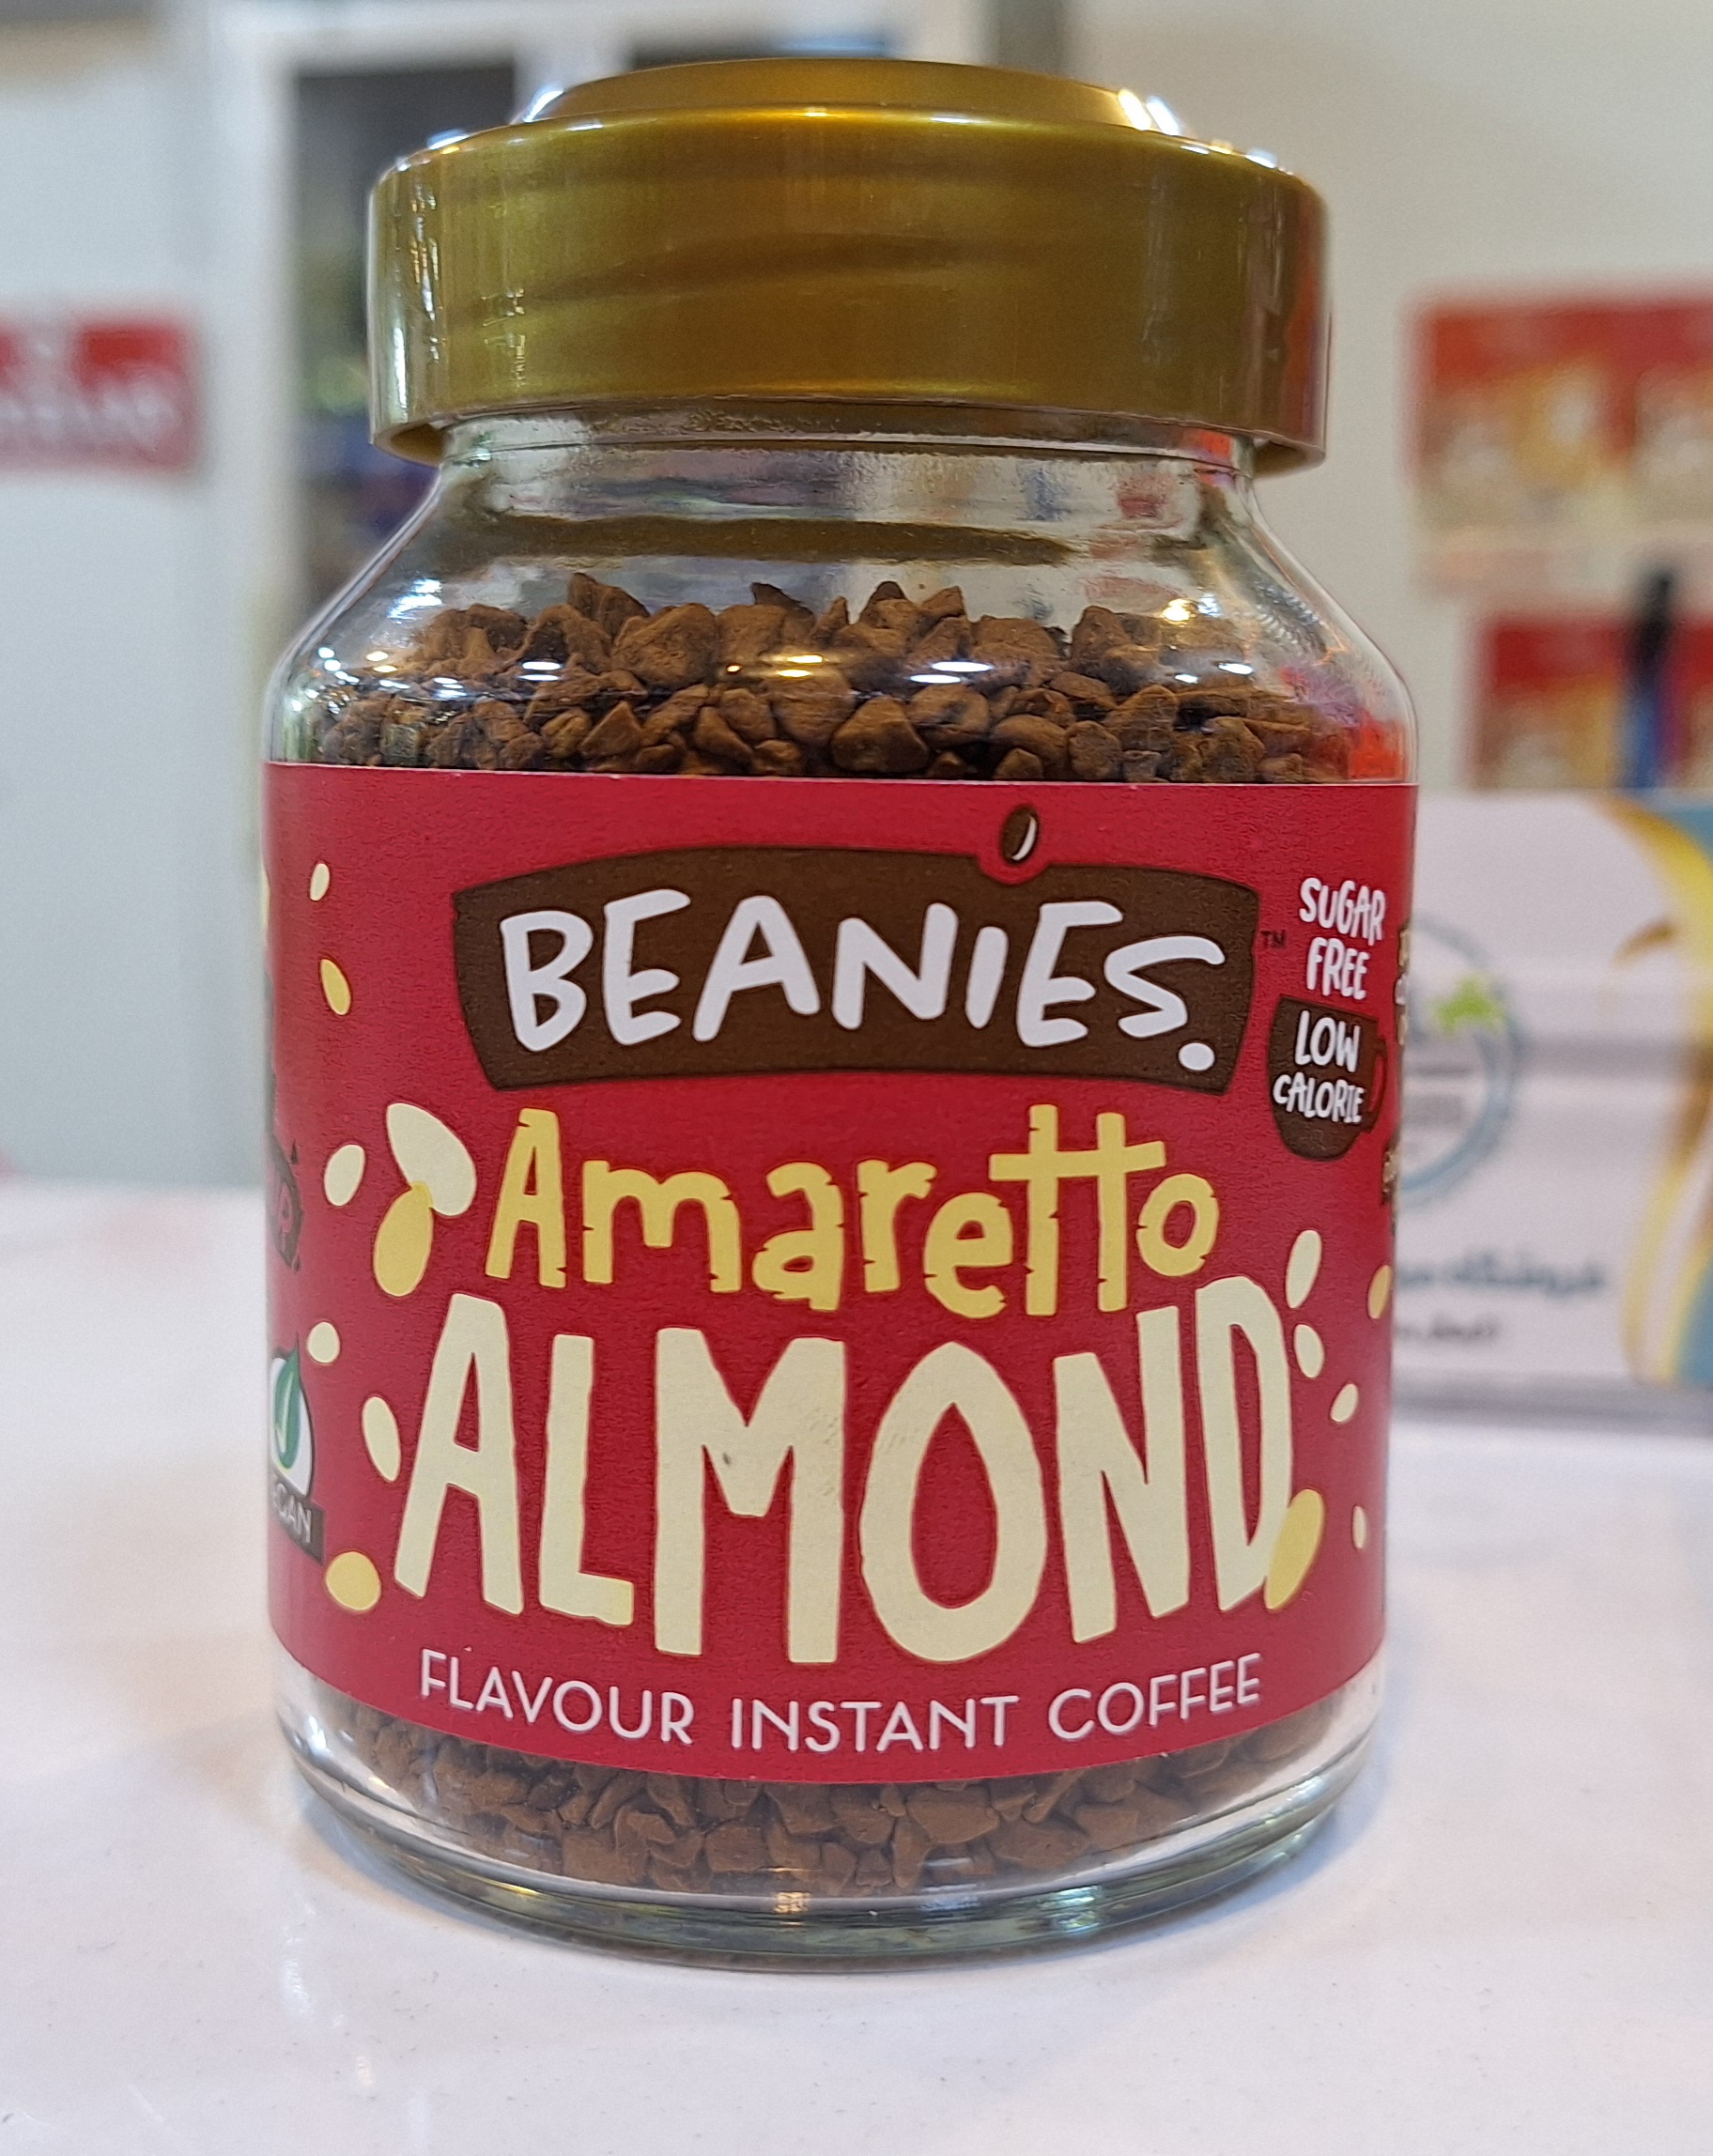 BEANIES.
TM
SUGAR
FREE
LOW
CALORIE
Amaretto
ALMOND
FLAVOUR INSTANT COFFEE